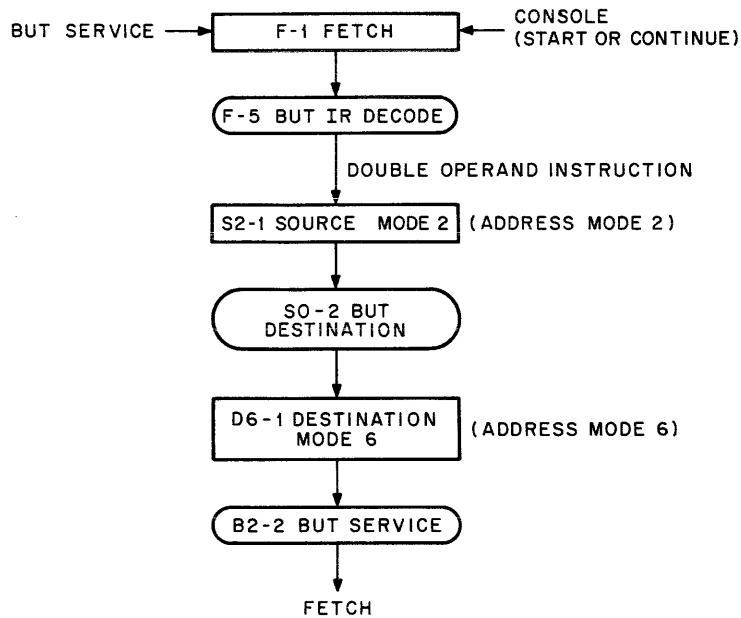 BUT SERVICE
F-1 FETCH
CONSOLE
(START OR CONTINUE)
F-5 BUT IR DECODE
DOUBLE OPERAND INSTRUCTION
S2-1 SOURCE MODE 2
(ADDRESS MODE 2)
SO-2 BUT
DESTINATION
D6-1 DESTINATION
MODE 6
(ADDRESS MODE 6)
B2-2 BUT SERVICE
FETCH